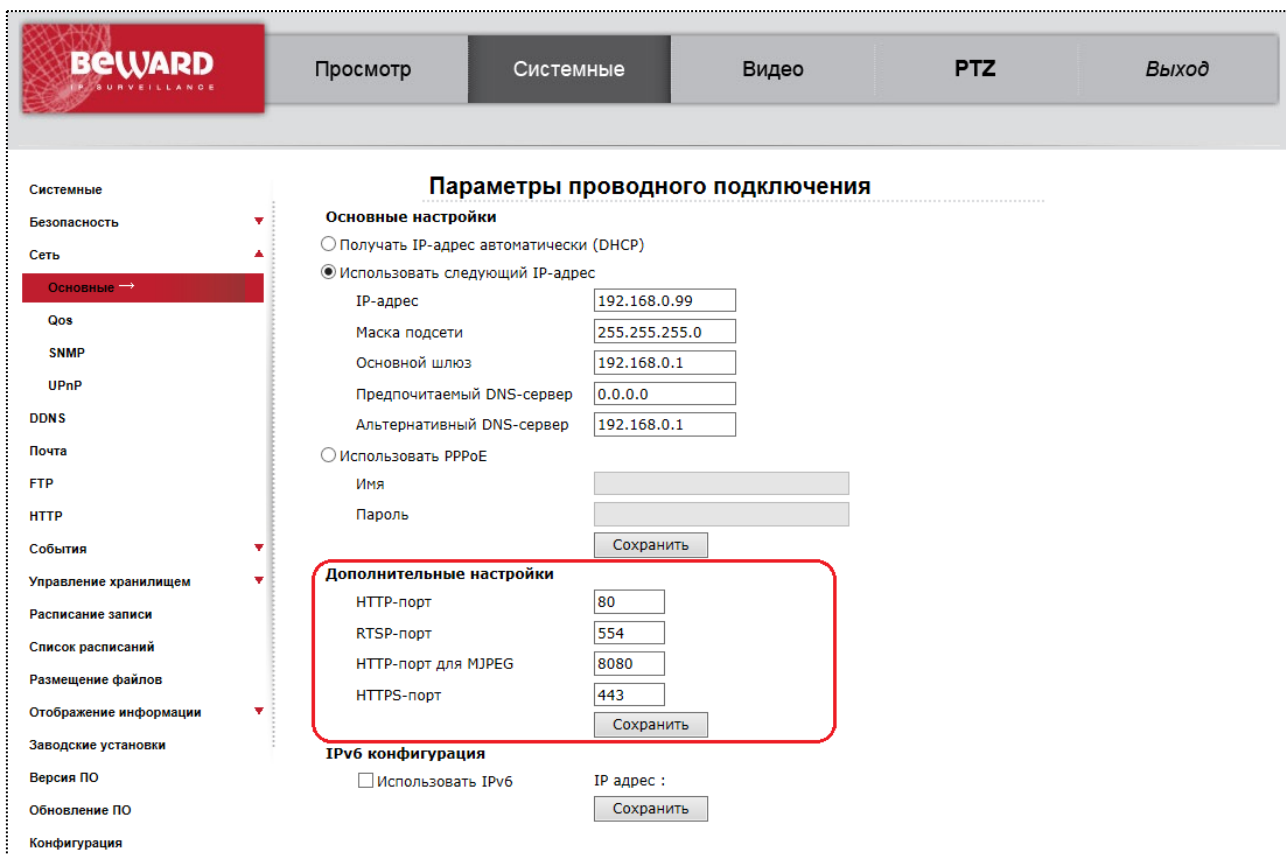 BEWARD
IP SURVEILLANCE
Просмотр Системные Видео PTZ Выход
Параметры проводного подключения
Системные
Безопасность
Сеть
Основные →
Qos
SNMP
UPnP
DDNS
Почта
FTP
HTTP
События
Управление хранилищем
Расписание записи
Список расписаний
Размещение файлов
Отображение информации
Заводские установки
Версия ПО
Обновление ПО
Конфигурация
Основные настройки
Получать IP-адрес автоматически (DHCP)
Использовать следующий IP-адрес
IP-адрес 192.168.0.99
Маска подсети 255.255.255.0
Основной шлюз 192.168.0.1
Предпочитаемый DNS-сервер 0.0.0.0
Альтернативный DNS-сервер 192.168.0.1
Использовать PPPoE
Имя
Пароль
Сохранить
Дополнительные настройки
HTTP-порт 80
RTSP-порт 554
HTTP-порт для MJPEG 8080
HTTPS-порт 443
Сохранить
IPv6 конфигурация
Использовать IPv6 IP адрес :
Сохранить